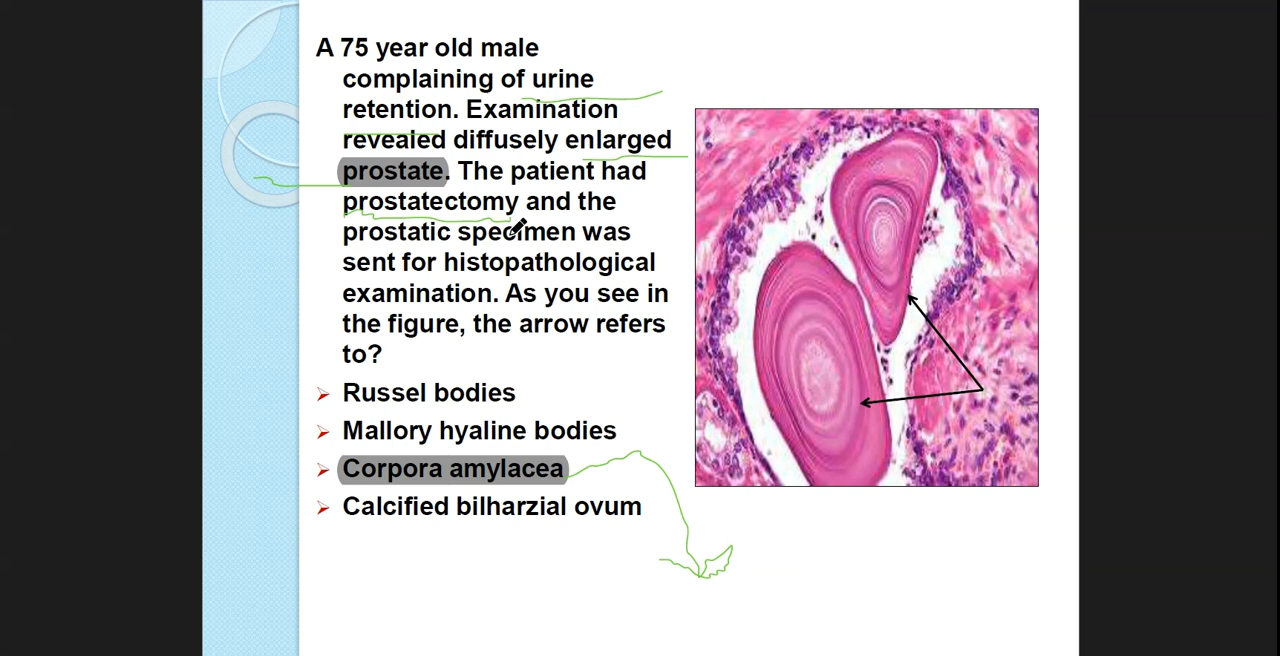 A 75 year old male
complaining of urine
retention. Examination
revealed diffusely enlarged
prostate. The patient had
prostatectomy and the
prostatic specimen was
sent for histopathological
examination. As you see in
the figure, the arrow refers
to?
Russel bodies
Mallory hyaline bodies
Corpora amylacea
Calcified bilharzial ovum